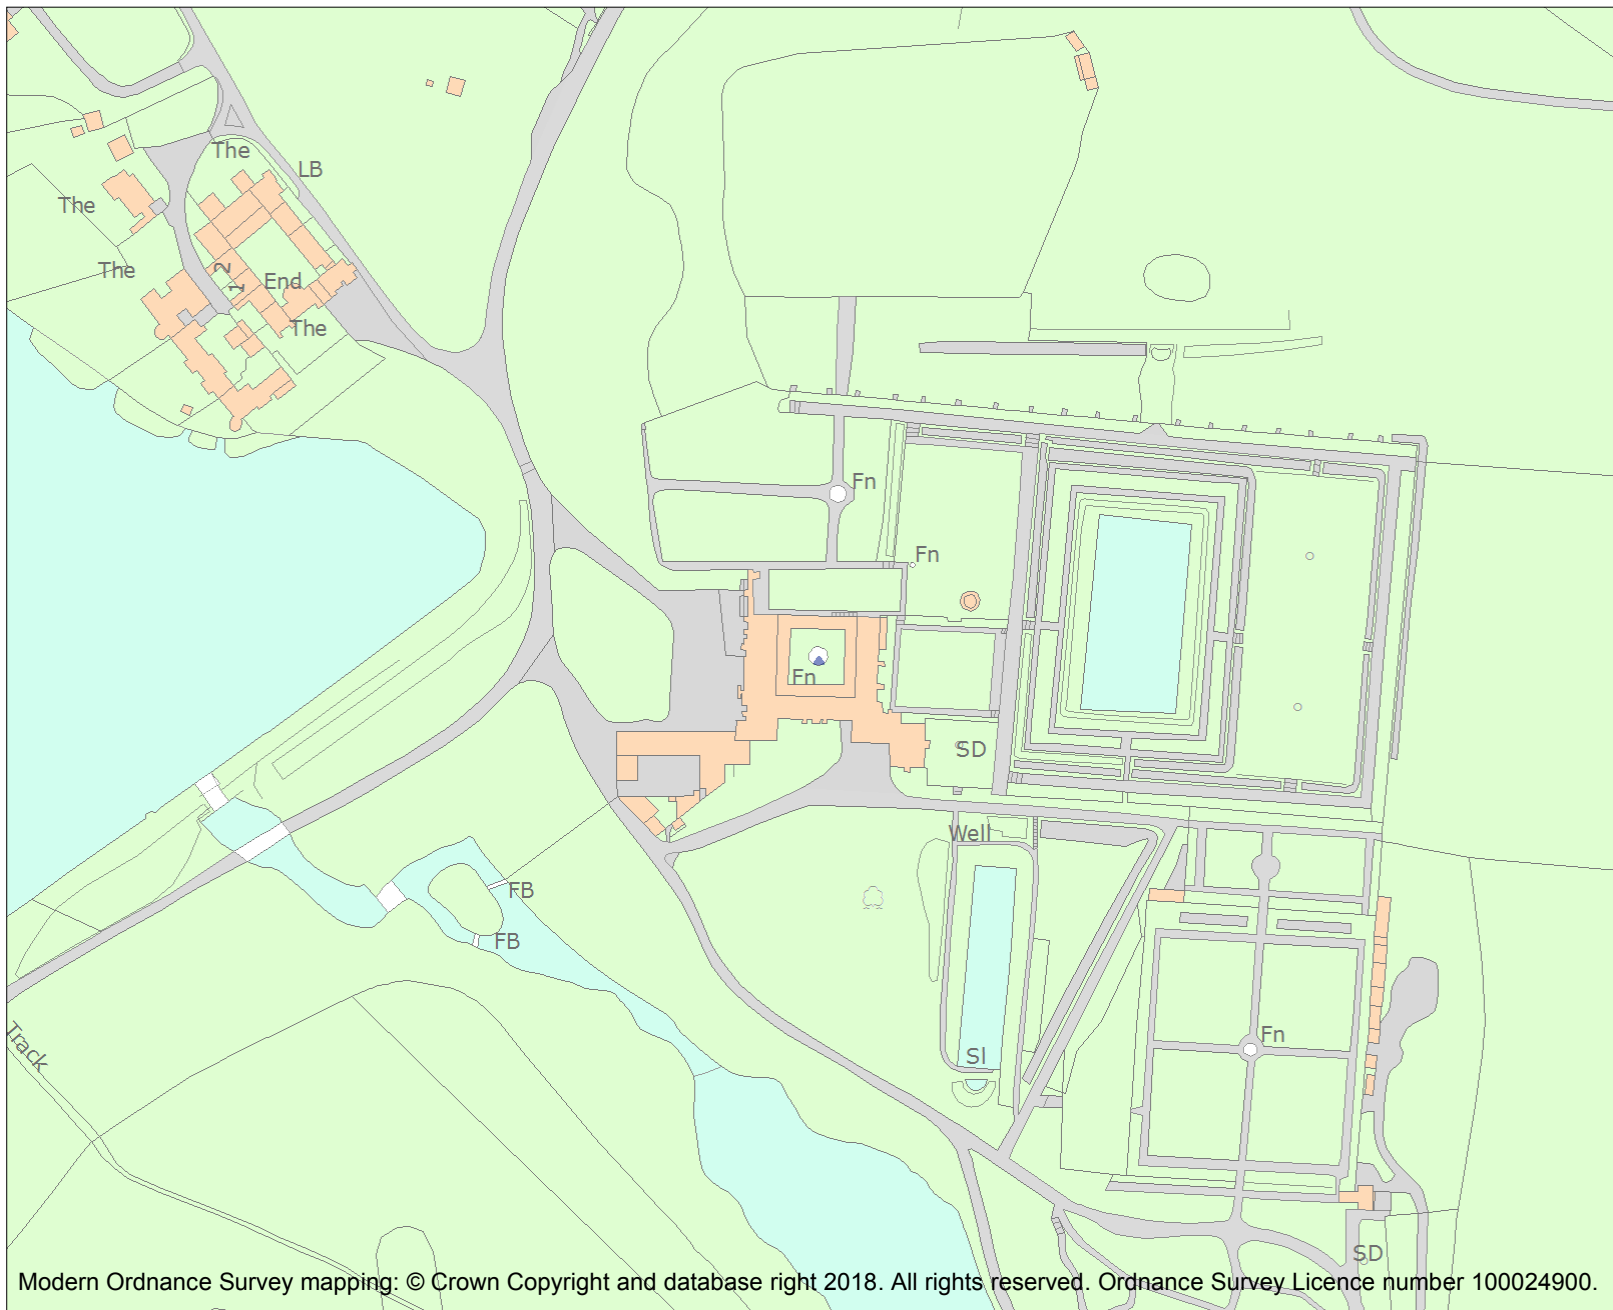 The
LB
The
The
2
1
End
The
Fn
Fn
Fn
SD
Well
FB
FB
Fn
Track
Sl
SD
Modern Ordnance Survey mapping: © Crown Copyright and database right 2018. All rights reserved. Ordnance Survey Licence number 100024900.